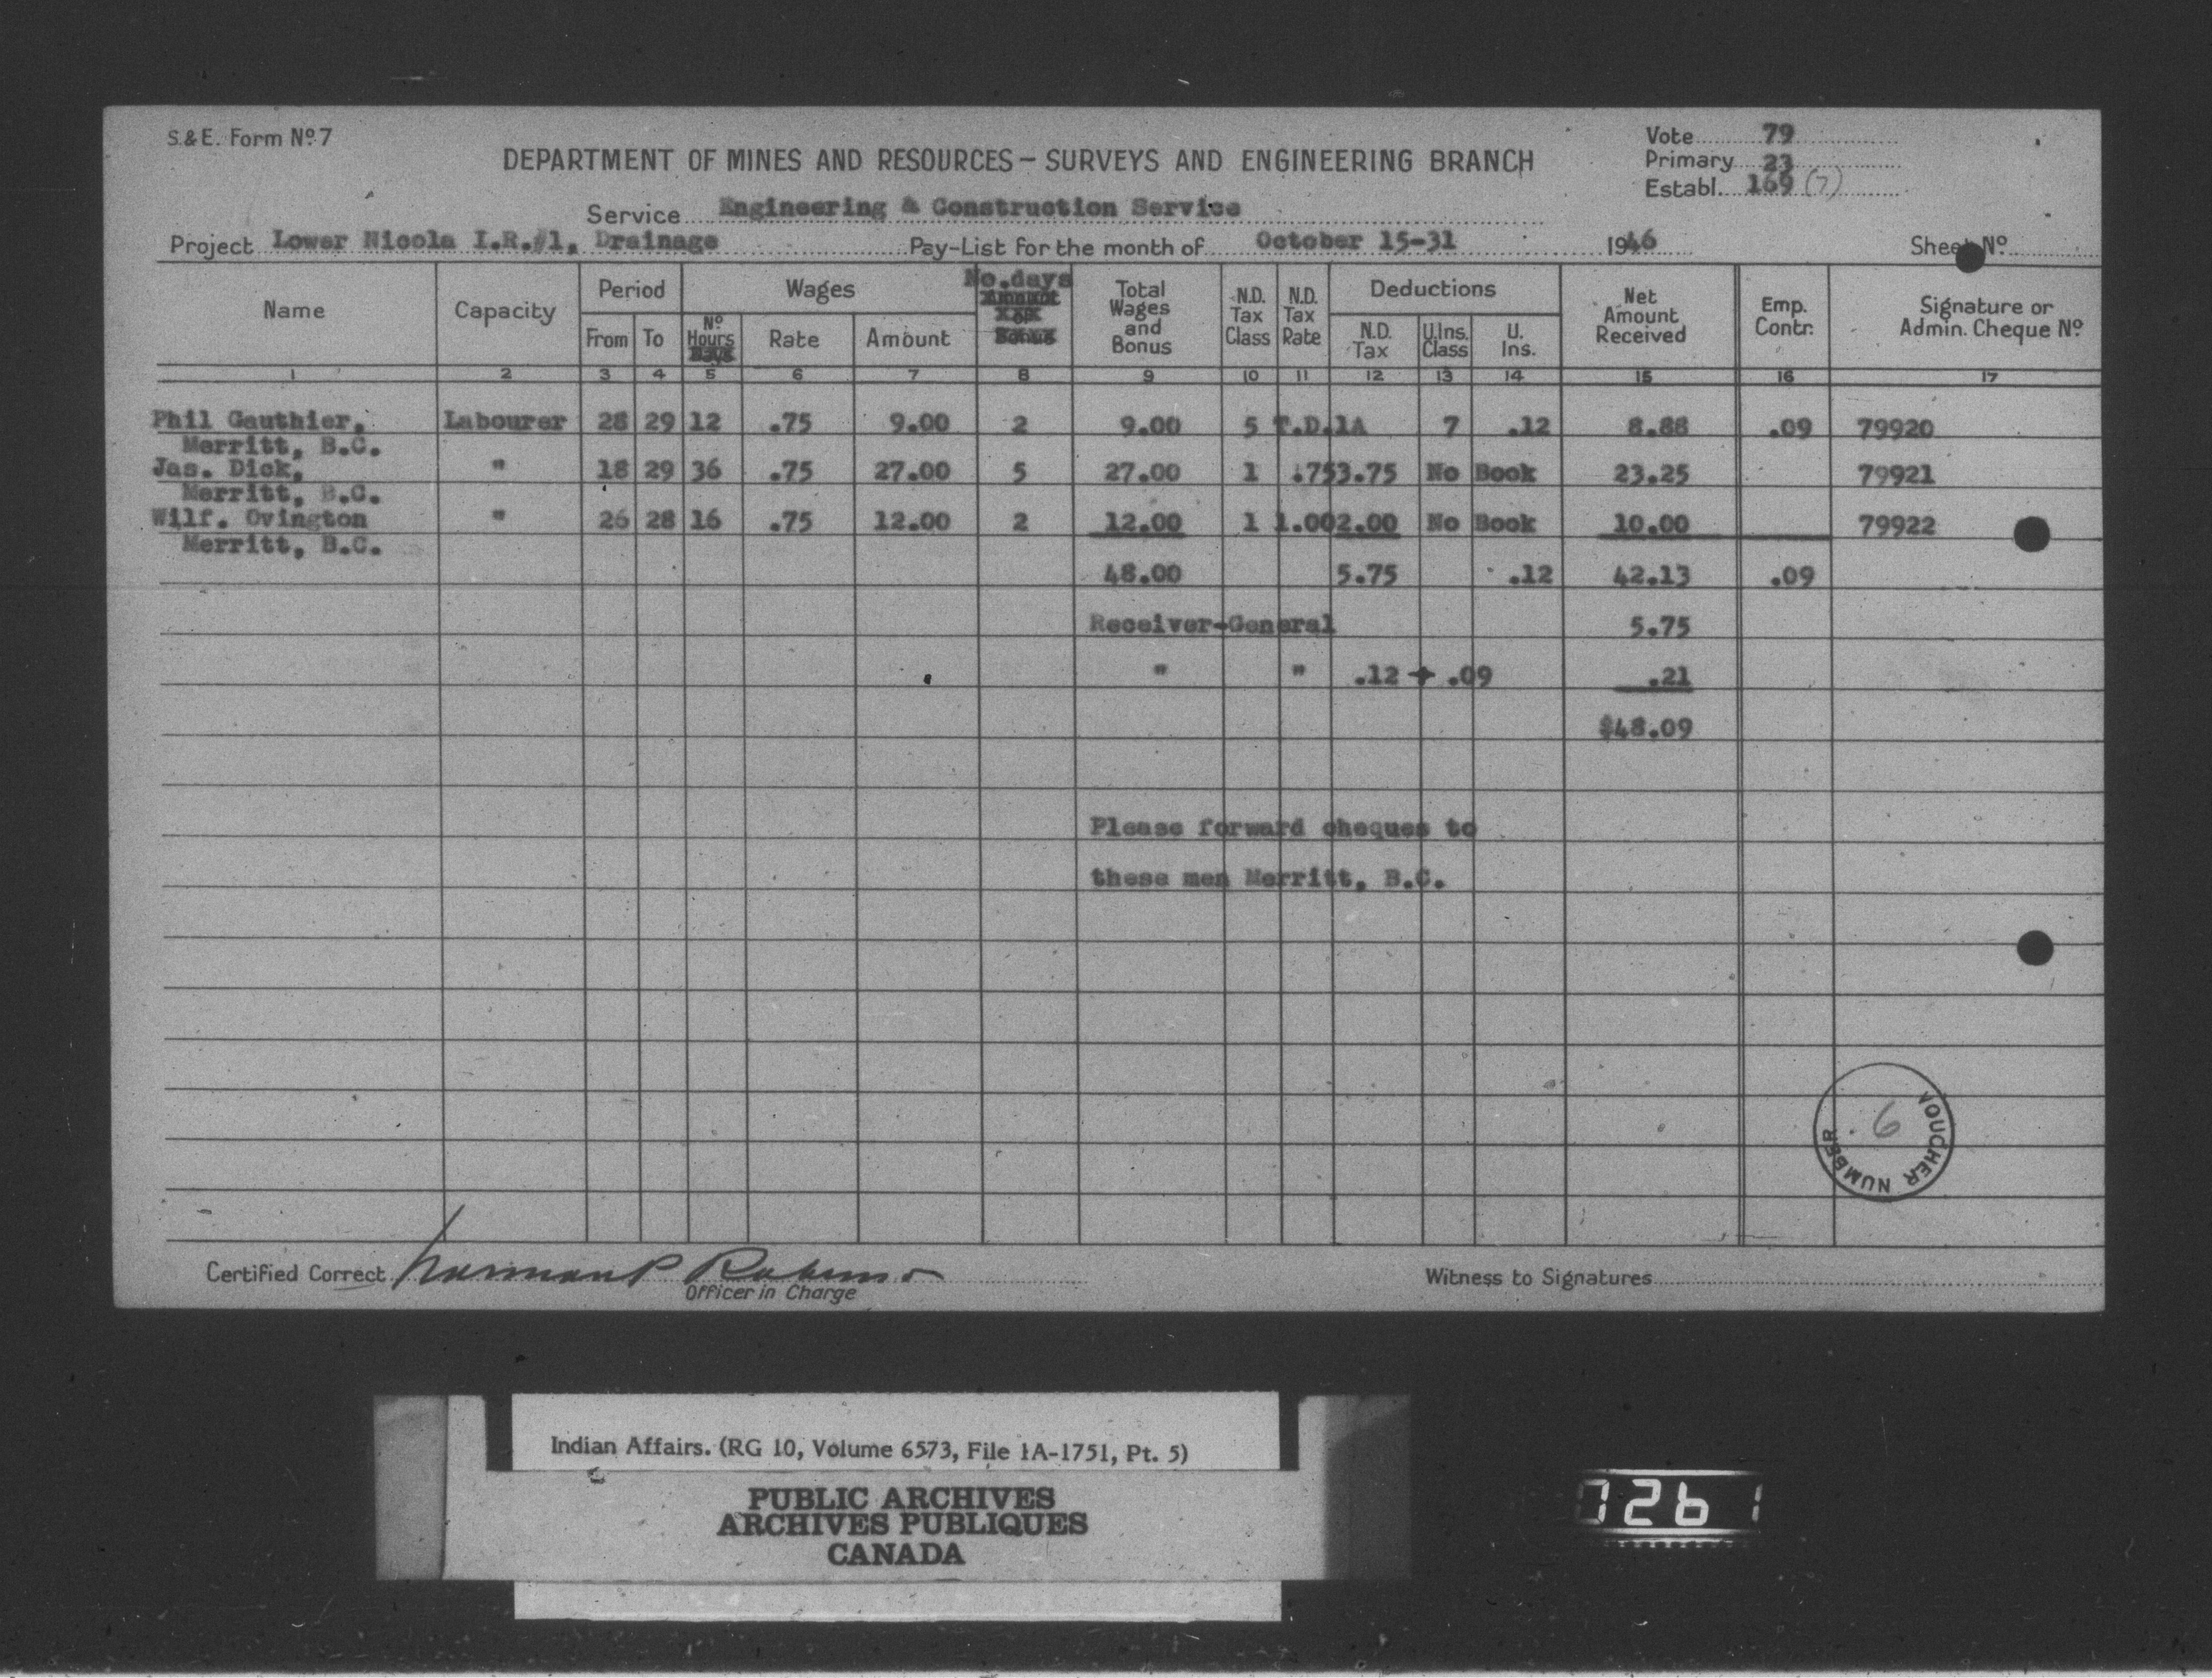 S.& E. Form Nº 7
DEPARTMENT OF MINES AND RESOURCES – SURVEYS AND ENGINEERING BRANCH
Vote 79
Primary 23
Establ. 169 (7)
Service Engineering & Construction Service
Project Lower Nicola I.R.#1, Drainage Pay-List for the month of October 15-31 1946 Sheet Nº
Name Capacity Period From To Wages Nº Hours Days Rate Amount No.days Amount of Bonus Total Wages and Bonus N.D. Tax Class N.D. Tax Rate Deductions N.D. Tax U.Ins. Class U. Ins. Net Amount Received Emp. Contr. Signature or Admin. Cheque Nº
1 2 3 4 5 6 7 8 9 10 11 12 13 14 15 16 17
Phil Gauthier, Labourer 28 29 12 .75 9.00 2 9.00 5 T.D.1A 7 .12 8.88 .09 79920
Merritt, B.C.
Jas. Dick, " 18 29 36 .75 27.00 5 27.00 1 .75 3.75 No Book 23.25 79921
Merritt, B.C.
Wilf. Ovington " 26 28 16 .75 12.00 2 12.00 1 1.00 2.00 No Book 10.00 79922
Merritt, B.C.
48.00 5.75 .12 42.13 .09
Receiver-General 5.75
" " .12 + .09 .21
$48.09
Please forward cheques to
these men Merritt, B.C.
VOUCHER NUMBER
6
Certified Correct Norman P
Officer in Charge
Witness to Signatures
Indian Affairs. (RG 10, Volume 6573, File 1A-1751, Pt. 5)
PUBLIC ARCHIVES
ARCHIVES PUBLIQUES
CANADA